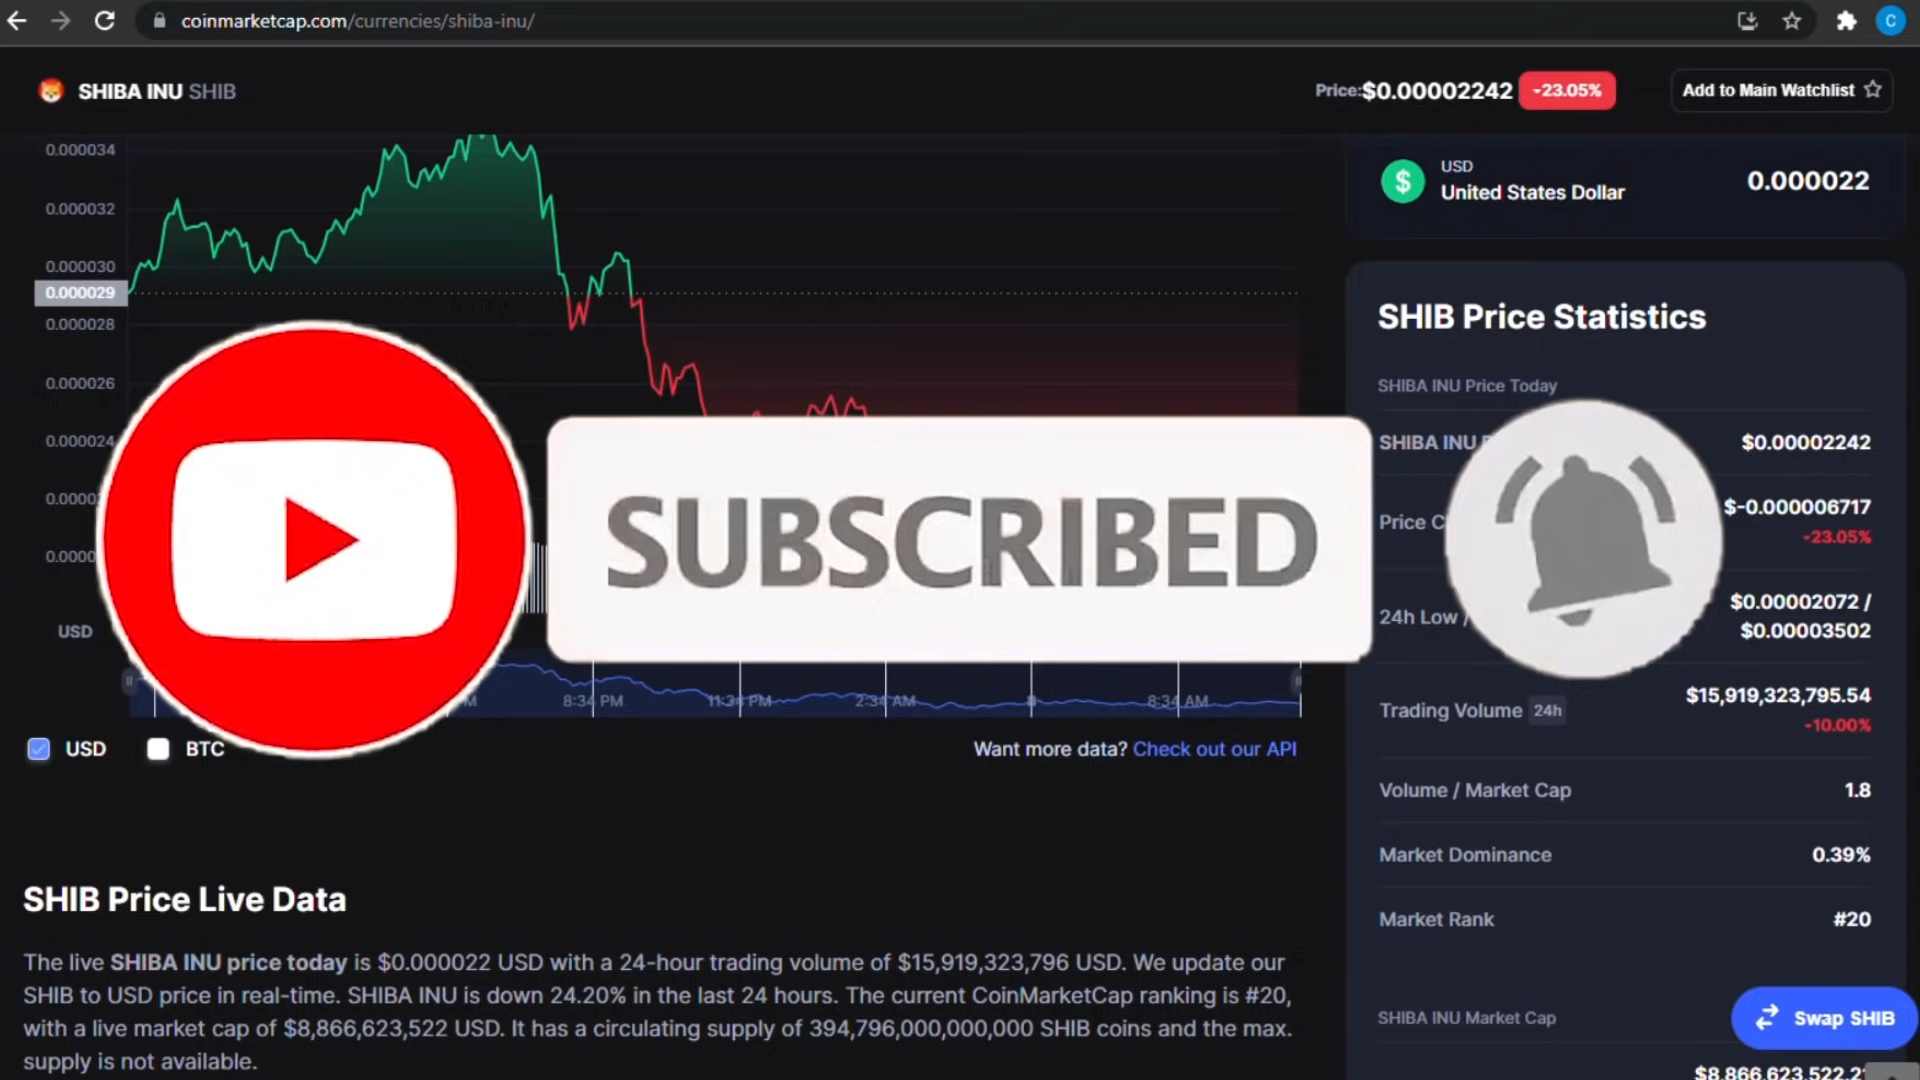 coinmarketcap.com/currencies/shiba-inu/
C
SHIBA INU SHIB
Price:$0.00002242 -23.05%
Add to Main Watchlist
0.000034
0.000032
0.000030
0.000029
0.000028
0.000026
0.000024
USD
8:34 PM
11:34 PM
2:34 AM
8
8:34 AM
SUBSCRIBED
USD
BTC
Want more data? Check out our API
SHIB Price Live Data
The live SHIBA INU price today is $0.000022 USD with a 24-hour trading volume of $15,919,323,796 USD. We update our
SHIB to USD price in real-time. SHIBA INU is down 24.20% in the last 24 hours. The current CoinMarketCap ranking is #20,
with a live market cap of $8,866,623,522 USD. It has a circulating supply of 394,796,000,000,000 SHIB coins and the max.
supply is not available.
USD
United States Dollar
0.000022
SHIB Price Statistics
SHIBA INU Price Today
SHIBA INU
$0.00002242
Price
$-0.000006717
-23.05%
24h Low /
$0.00002072 /
$0.00003502
Trading Volume 24h
$15,919,323,795.54
-10.00%
Volume / Market Cap
1.8
Market Dominance
0.39%
Market Rank
#20
SHIBA INU Market Cap
Swap SHIB